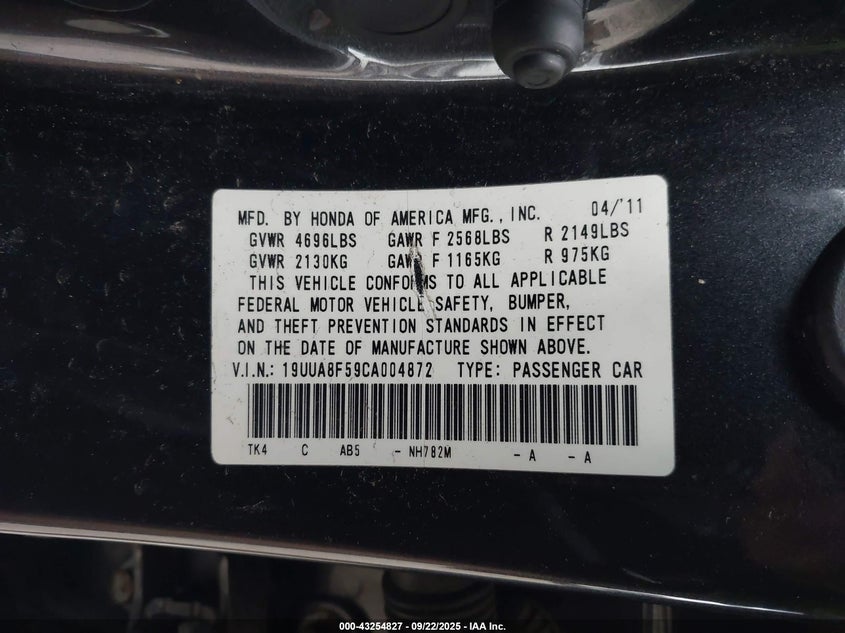 MFD. BY HONDA OF AMERICA MFG., INC. 04/'11
GVWR 4696LBS GAWR F 2568LBS R 2149LBS
GVWR 2130KG GAWR F 1165KG R 975KG
THIS VEHICLE CONFORMS TO ALL APPLICABLE
FEDERAL MOTOR VEHICLE SAFETY, BUMPER,
AND THEFT PREVENTION STANDARDS IN EFFECT
ON THE DATE OF MANUFACTURE SHOWN ABOVE.
V.I.N.: 19UUA8F59CA004872 TYPE: PASSENGER CAR
TK4 C AB5 - NH782M - A - A
000-43254827 - 09/22/2025 - IAA Inc.